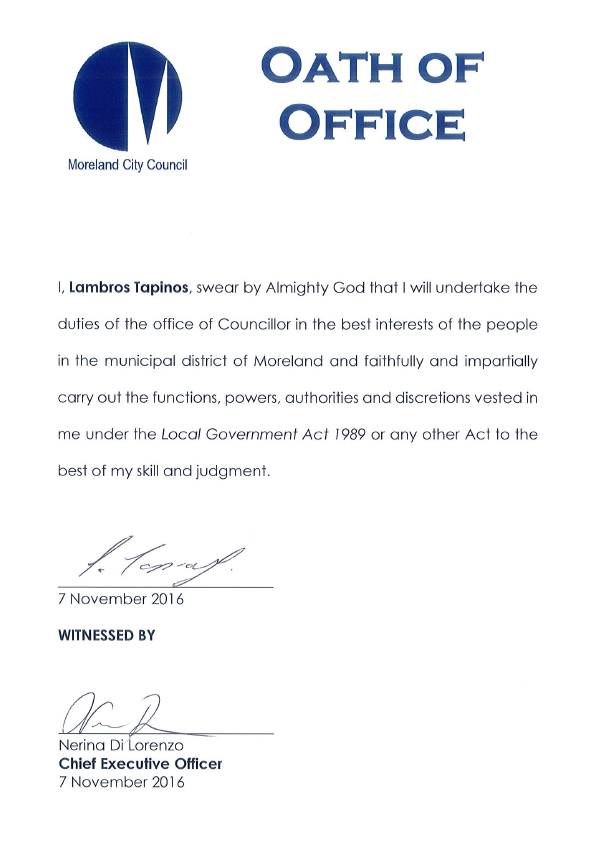 OATH OF
OFFICE
Moreland City Council
I, Lambros Tapinos, swear by Almighty God that I will undertake the
duties of the office of Councillor in the best interests of the people
in the municipal district of Moreland and faithfully and impartially
carry out the functions, powers, authorities and discretions vested in
me under the Local Government Act 1989 or any other Act to the
best of my skill and judgment.
7 November 2016
WITNESSED BY
Nerina Di Lorenzo
Chief Executive Officer
7 November 2016